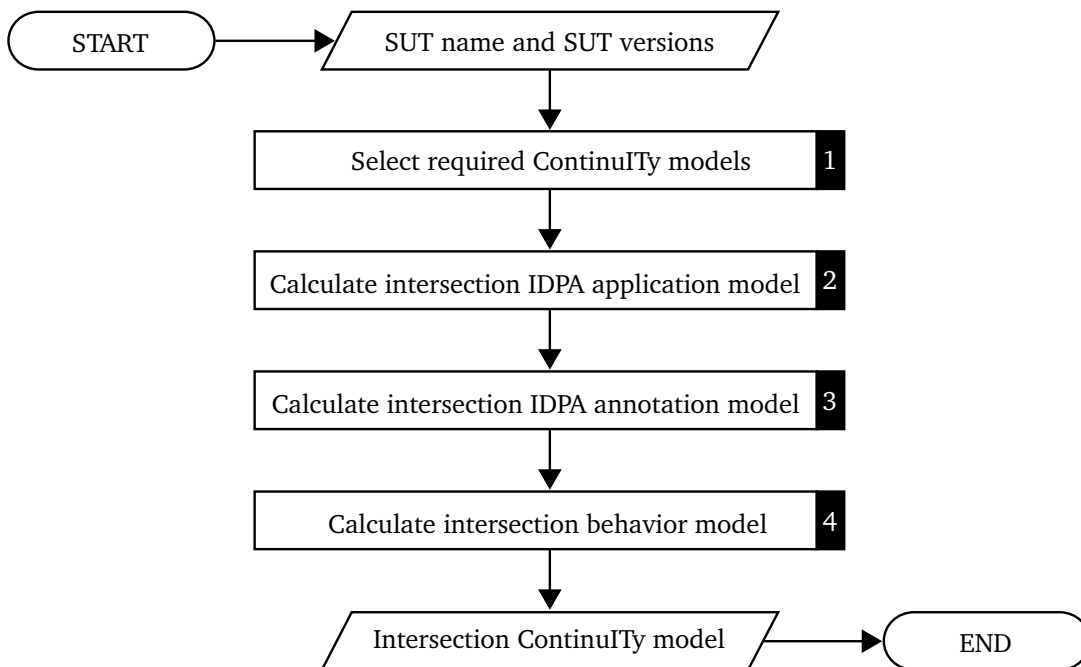 START
SUT name and SUT versions
Select required ContinuITy models
1
Calculate intersection IDPA application model
2
Calculate intersection IDPA annotation model
3
Calculate intersection behavior model
4
Intersection ContinuITy model
END